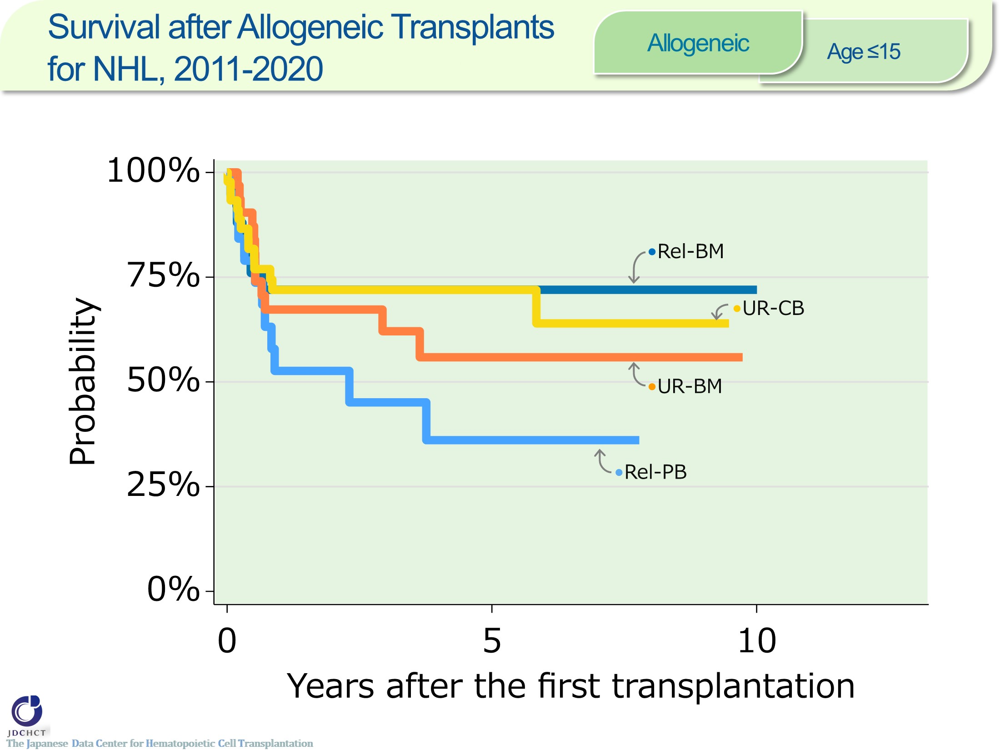 Survival after Allogeneic Transplants
for NHL, 2011-2020
Allogeneic
Age ≤15
100%
75%
50%
25%
0%
Probability
Rel-BM
UR-CB
UR-BM
Rel-PB
0
5
10
Years after the first transplantation
JDCHCT
The Japanese Data Center for Hematopoietic Cell Transplantation